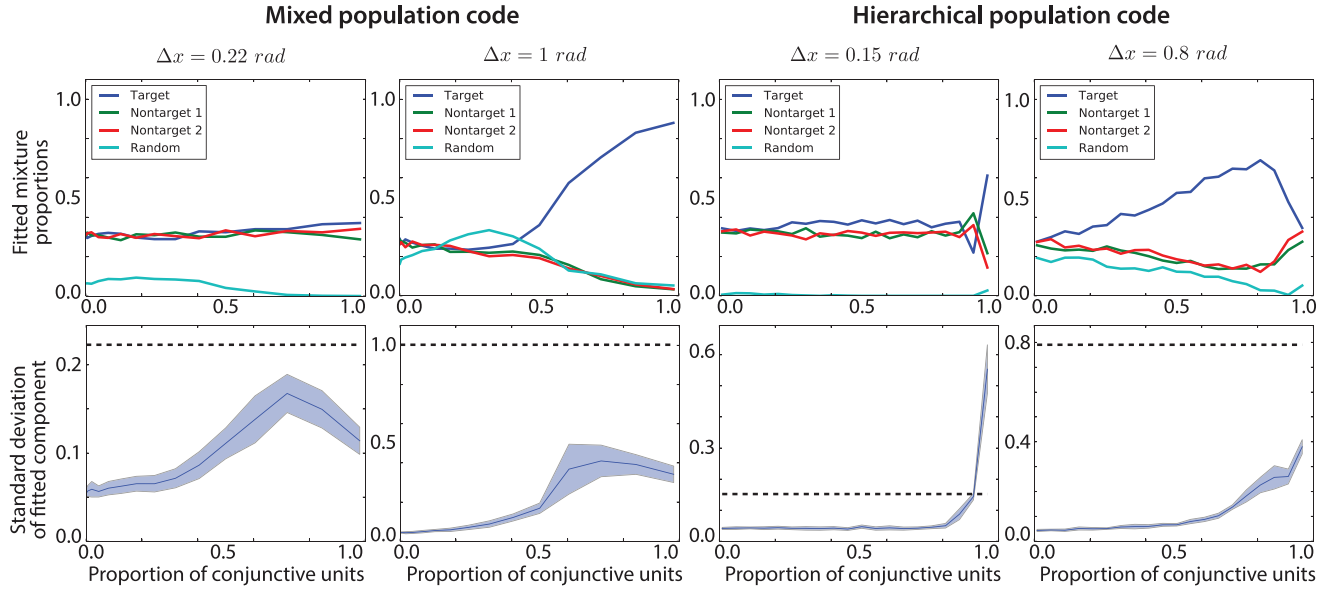 Mixed population code
Hierarchical population code
Δx = 0.22 rad
Δx = 1 rad
Δx = 0.15 rad
Δx = 0.8 rad
Fitted mixture
proportions
1.0
0.5
0.0
Target
Nontarget 1
Nontarget 2
Random
0.0 0.5 1.0
1.0
0.5
0.0
Target
Nontarget 1
Nontarget 2
Random
0.0 0.5 1.0
1.0
0.5
0.0
Target
Nontarget 1
Nontarget 2
Random
0.0 0.5 1.0
1.0
0.5
0.0
Target
Nontarget 1
Nontarget 2
Random
0.0 0.5 1.0
Standard deviation
of fitted component
0.2
0.1
0.0
0.0 0.5 1.0
Proportion of conjunctive units
1.0
0.5
0.0
0.0 0.5 1.0
Proportion of conjunctive units
0.6
0.3
0.0
0.0 0.5 1.0
Proportion of conjunctive units
0.8
0.4
0.0
0.0 0.5 1.0
Proportion of conjunctive units